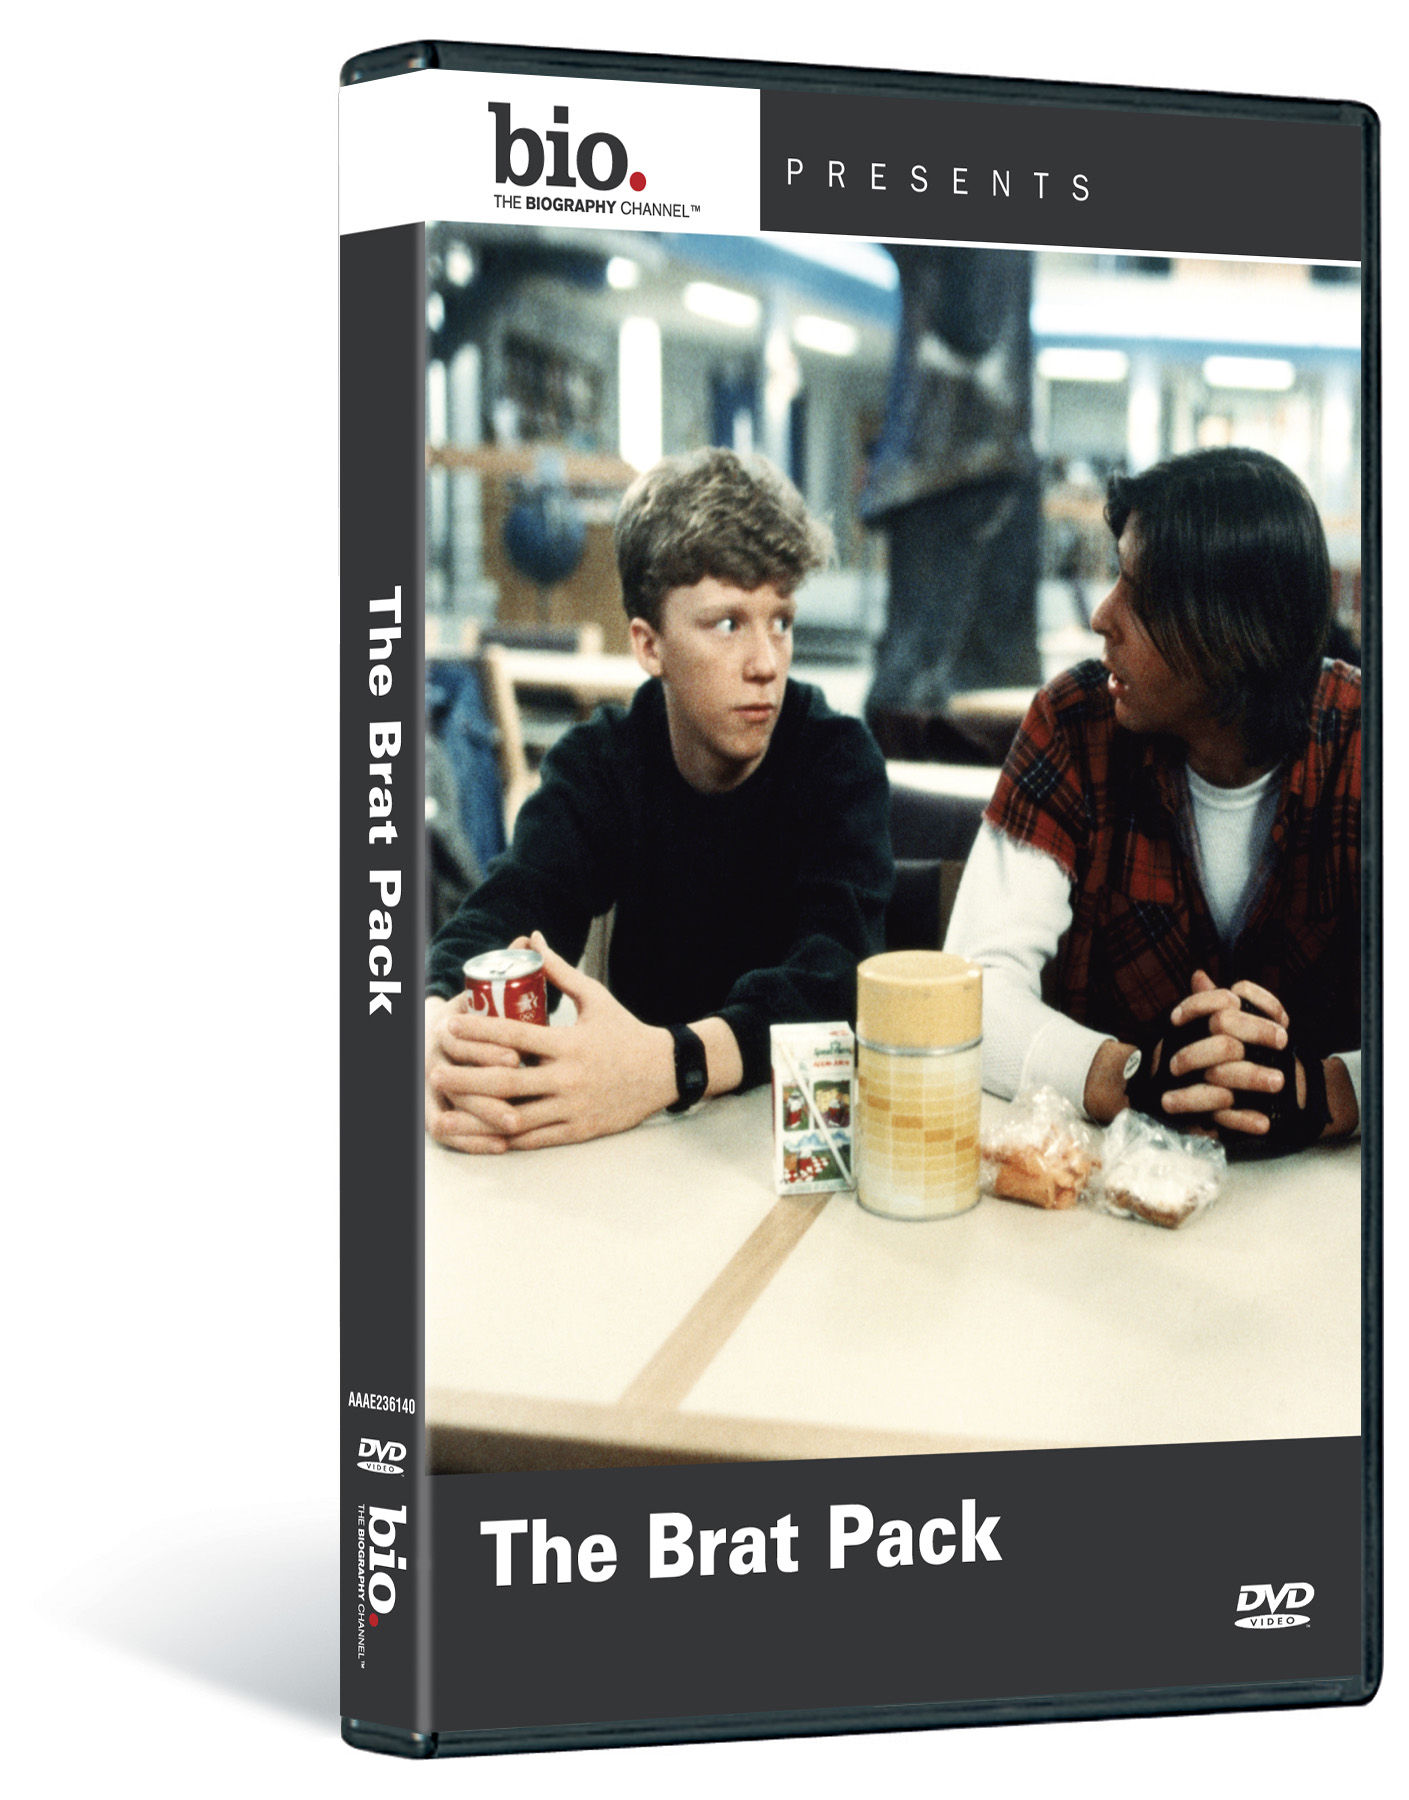 bio.
THE BIOGRAPHY CHANNEL™
PRESENTS
The Brat Pack
DVD
VIDEO
The Brat Pack
AAAE236140
DVD
VIDEO
bio.
THE BIOGRAPHY CHANNEL™